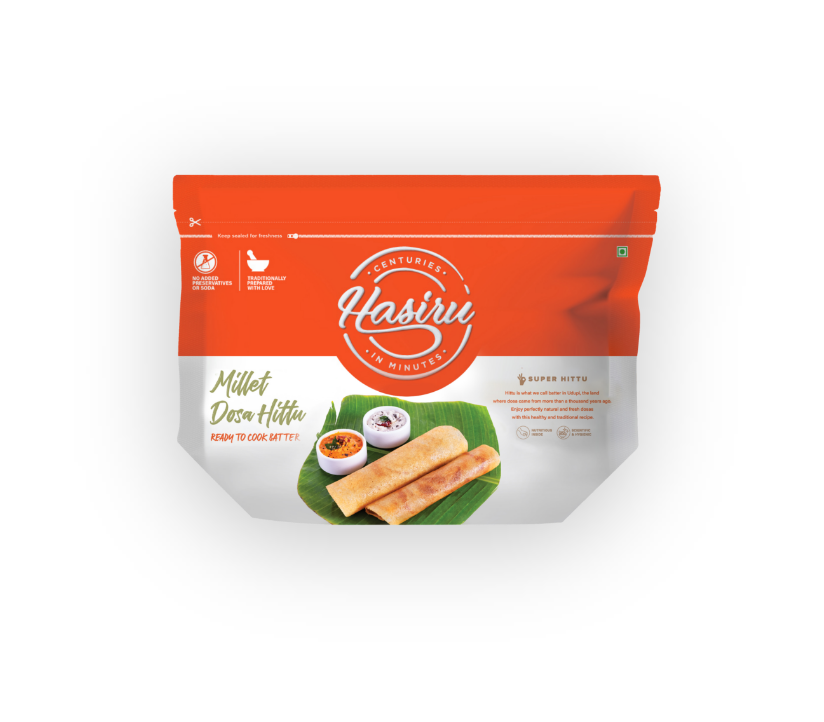 Keep sealed for freshness
NO ADDED
PRESERVATIVES
OR SODA
TRADITIONALLY
PREPARED
WITH LOVE
• CENTURIES •
Hasiru
• IN MINUTES •
Millet
Dosa Hittu
READY TO COOK BATTER
SUPER HITTU
Hittu is what we call batter in Udupi, the land
where dosa came from more than a thousand years ago.
Enjoy perfectly natural and fresh dosas
with this healthy and traditional recipe.